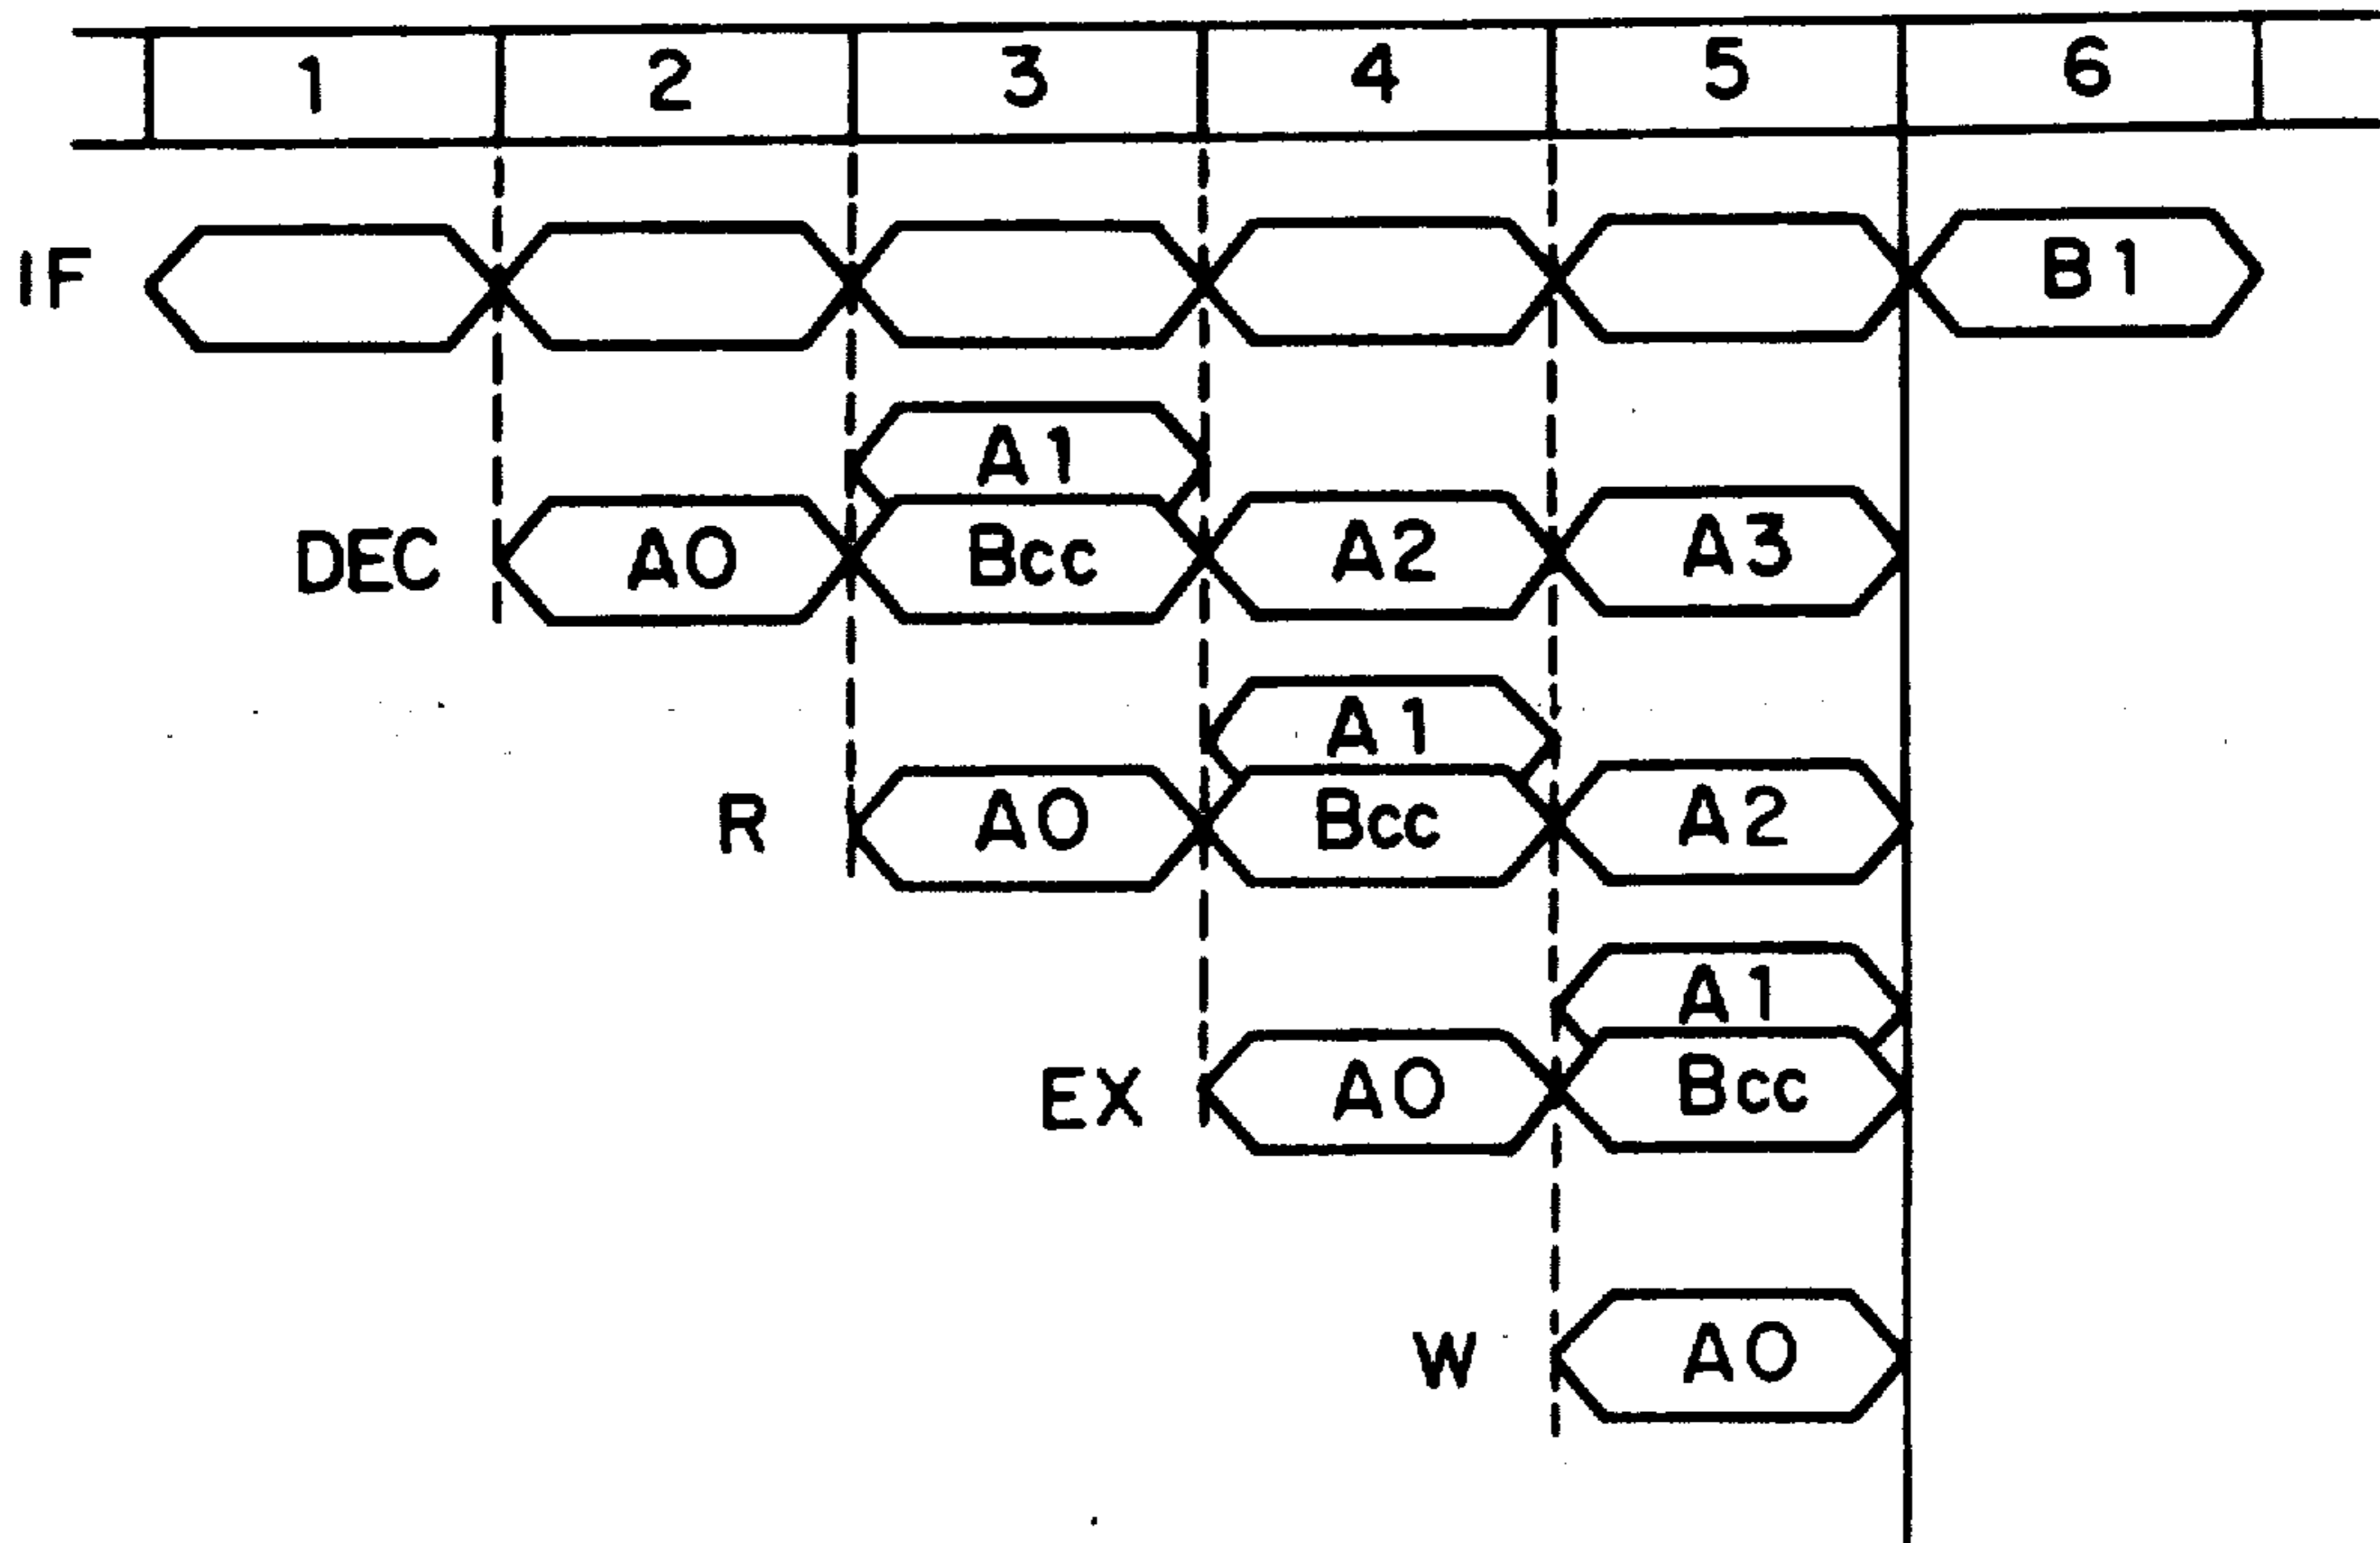 1 2 3 4 5 6
IF B1
A1
DEC A0 Bcc A2 A3
A1
R A0 Bcc A2
A1
EX A0 Bcc
W A0